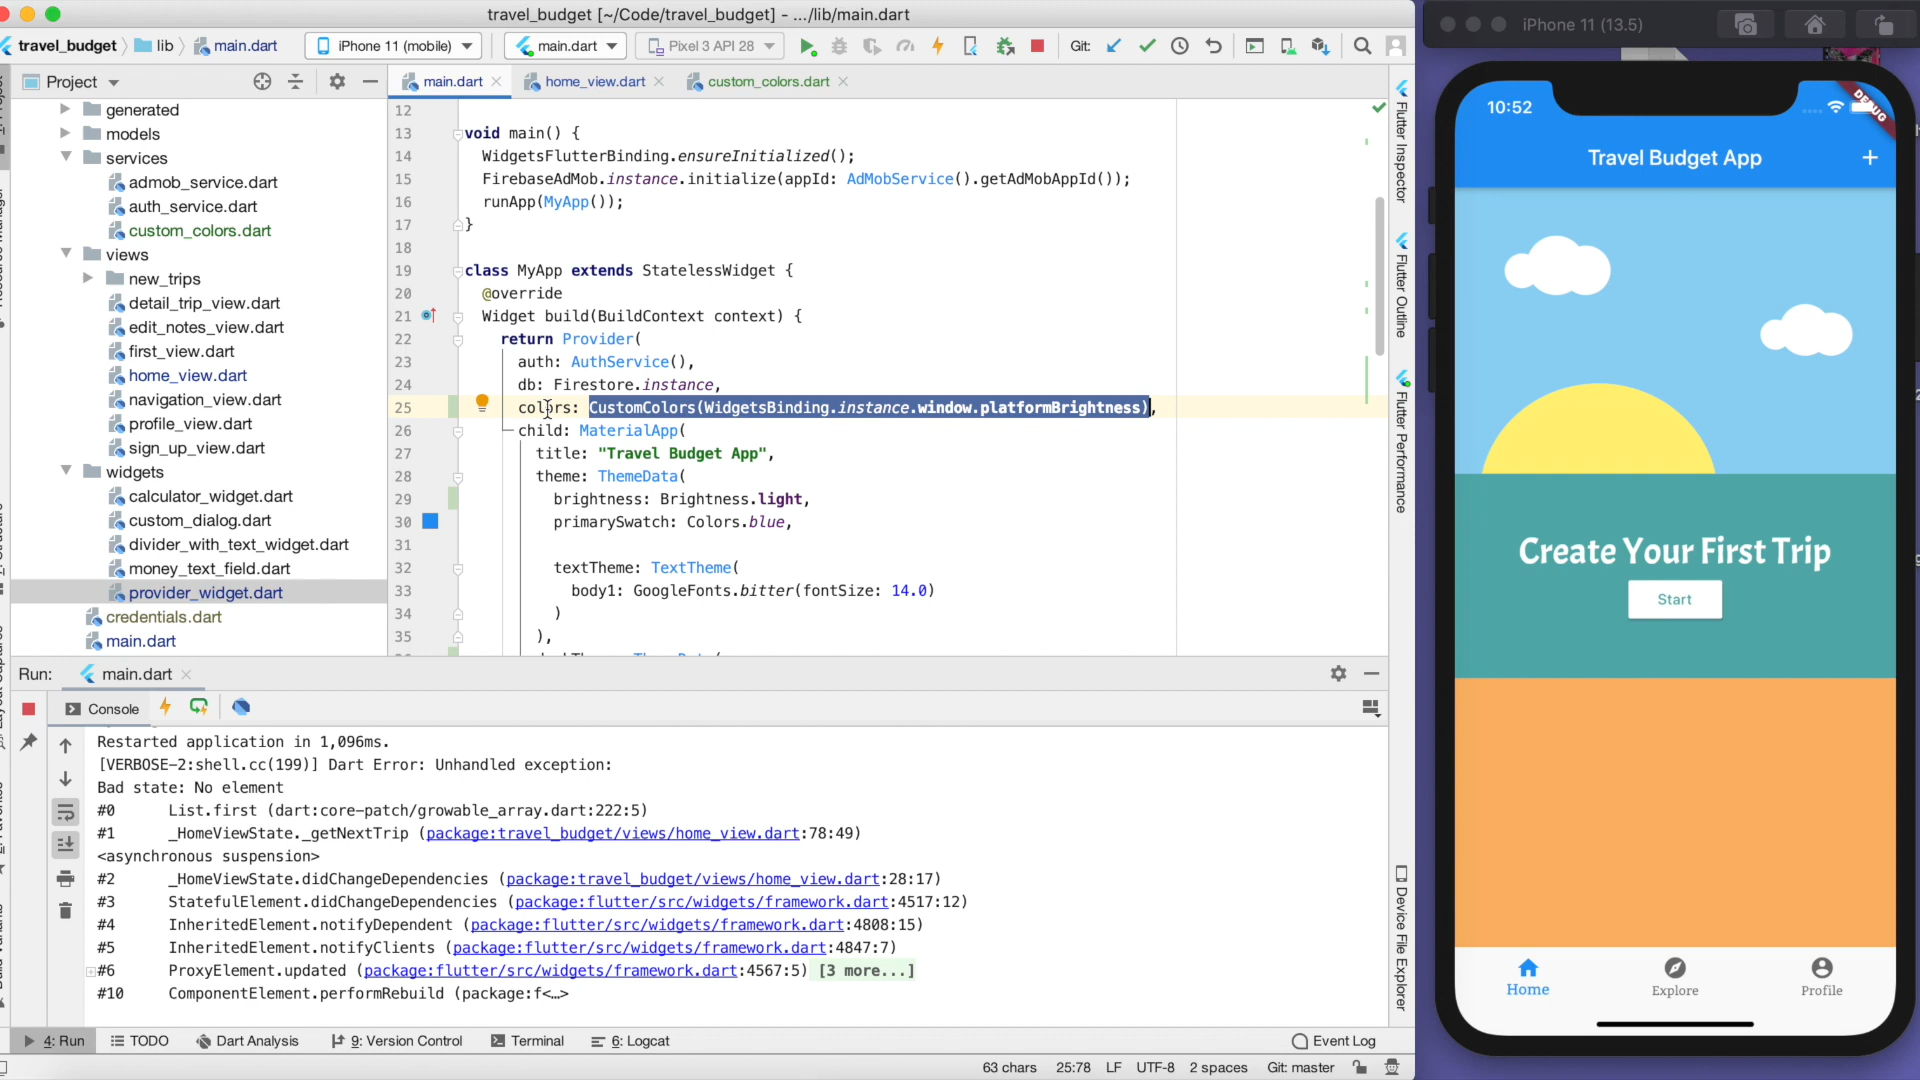 travel_budget [~/Code/travel_budget] - .../lib/main.dart
travel_budget lib main.dart iPhone 11 (mobile) main.dart Pixel 3 API 28 Git:
Project
generated
models
services
admob_service.dart
auth_service.dart
custom_colors.dart
views
new_trips
detail_trip_view.dart
edit_notes_view.dart
first_view.dart
home_view.dart
navigation_view.dart
profile_view.dart
sign_up_view.dart
widgets
calculator_widget.dart
custom_dialog.dart
divider_with_text_widget.dart
money_text_field.dart
provider_widget.dart
credentials.dart
main.dart
main.dart home_view.dart custom_colors.dart
12
13 void main() {
14 WidgetsFlutterBinding.ensureInitialized();
15 FirebaseAdMob.instance.initialize(appId: AdMobService().getAdMobAppId());
16 runApp(MyApp());
17 }
18
19 class MyApp extends StatelessWidget {
20 @override
21 Widget build(BuildContext context) {
22 return Provider(
23 auth: AuthService(),
24 db: Firestore.instance,
25 colors: CustomColors(WidgetsBinding.instance.window.platformBrightness),
26 child: MaterialApp(
27 title: "Travel Budget App",
28 theme: ThemeData(
29 brightness: Brightness.light,
30 primarySwatch: Colors.blue,
31
32 textTheme: TextTheme(
33 body1: GoogleFonts.bitter(fontSize: 14.0)
34 )
35 ),
Flutter Inspector
Flutter Outline
Flutter Performance
Device File Explorer
Run: main.dart
Console
Restarted application in 1,096ms.
[VERBOSE-2:shell.cc(199)] Dart Error: Unhandled exception:
Bad state: No element
#0 List.first (dart:core-patch/growable_array.dart:222:5)
#1 _HomeViewState._getNextTrip (package:travel_budget/views/home_view.dart:78:49)
<asynchronous suspension>
#2 _HomeViewState.didChangeDependencies (package:travel_budget/views/home_view.dart:28:17)
#3 StatefulElement.didChangeDependencies (package:flutter/src/widgets/framework.dart:4517:12)
#4 InheritedElement.notifyDependent (package:flutter/src/widgets/framework.dart:4808:15)
#5 InheritedElement.notifyClients (package:flutter/src/widgets/framework.dart:4847:7)
#6 ProxyElement.updated (package:flutter/src/widgets/framework.dart:4567:5) [3 more...]
#10 ComponentElement.performRebuild (package:f<…>
4: Run TODO Dart Analysis 9: Version Control Terminal 6: Logcat Event Log
63 chars 25:78 LF UTF-8 2 spaces Git: master
iPhone 11 (13.5)
10:52
DEBUG
Travel Budget App +
Create Your First Trip
Start
Home Explore Profile